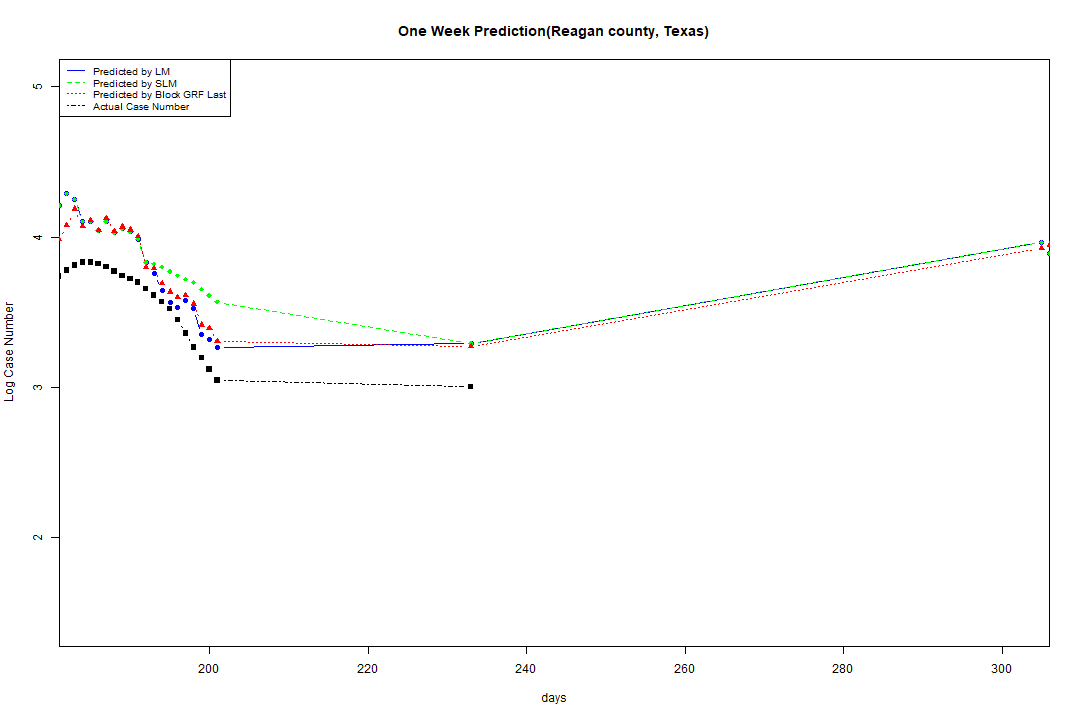 One Week Prediction(Reagan county, Texas)
Predicted by LM
Predicted by SLM
Predicted by Block GRF Last
Actual Case Number
5
4
3
2
Log Case Number
200 220 240 260 280 300
days